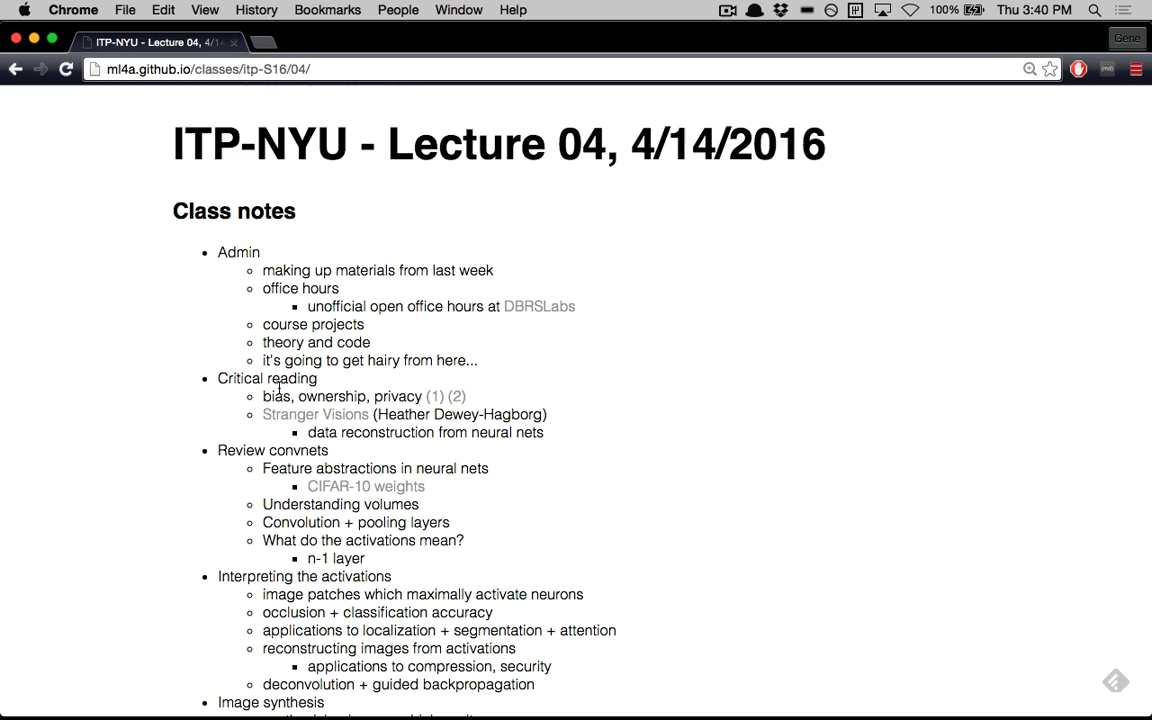 Chrome File Edit View History Bookmarks People Window Help 100% Thu 3:40 PM
ITP-NYU - Lecture 04, 4/14 Gene
ml4a.github.io/classes/itp-S16/04/
ITP-NYU - Lecture 04, 4/14/2016
Class notes
Admin
making up materials from last week
office hours
unofficial open office hours at DBRSLabs
course projects
theory and code
it's going to get hairy from here...
Critical reading
bias, ownership, privacy (1) (2)
Stranger Visions (Heather Dewey-Hagborg)
data reconstruction from neural nets
Review convnets
Feature abstractions in neural nets
CIFAR-10 weights
Understanding volumes
Convolution + pooling layers
What do the activations mean?
n-1 layer
Interpreting the activations
image patches which maximally activate neurons
occlusion + classification accuracy
applications to localization + segmentation + attention
reconstructing images from activations
applications to compression, security
deconvolution + guided backpropagation
Image synthesis